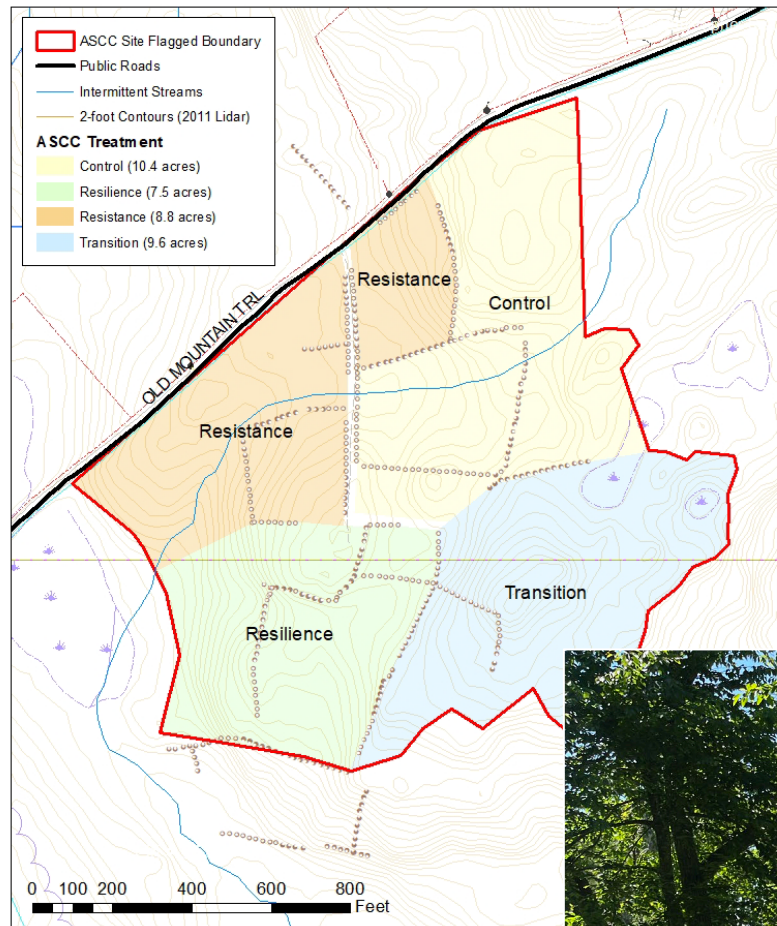 ASCC Site Flagged Boundary
Public Roads
Intermittent Streams
2-foot Contours (2011 Lidar)
ASCC Treatment
Control (10.4 acres)
Resilience (7.5 acres)
Resistance (8.8 acres)
Transition (9.6 acres)
Resistance
Control
OLD MOUNTAIN TRL
Resistance
Transition
Resilience
0 100 200 400 600 800
Feet